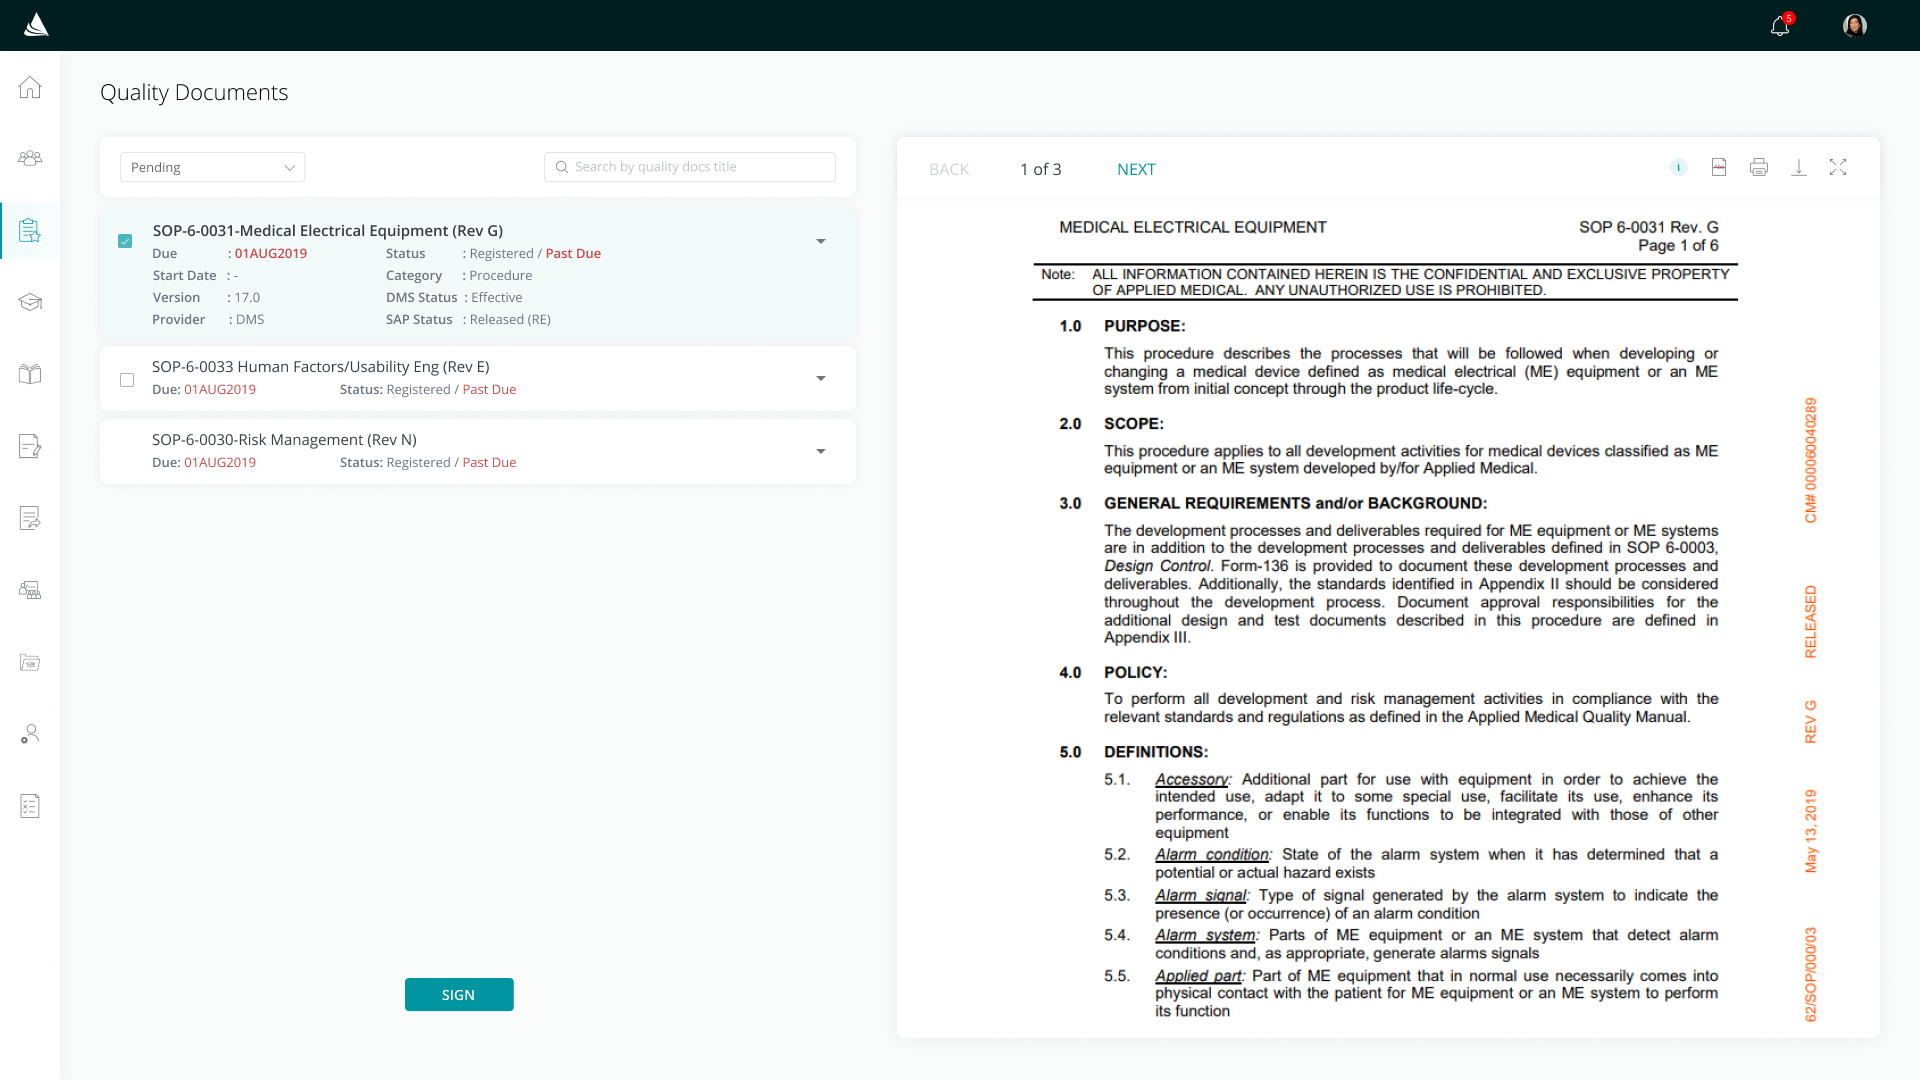 5
Quality Documents
Pending
Search by quality docs title
SOP-6-0031-Medical Electrical Equipment (Rev G)
Due : 01AUG2019 Status : Registered / Past Due
Start Date : - Category : Procedure
Version : 17.0 DMS Status : Effective
Provider : DMS SAP Status : Released (RE)
SOP-6-0033 Human Factors/Usability Eng (Rev E)
Due: 01AUG2019 Status: Registered / Past Due
SOP-6-0030-Risk Management (Rev N)
Due: 01AUG2019 Status: Registered / Past Due
SIGN
BACK 1 of 3 NEXT
i
MEDICAL ELECTRICAL EQUIPMENT SOP 6-0031 Rev. G
Page 1 of 6
Note: ALL INFORMATION CONTAINED HEREIN IS THE CONFIDENTIAL AND EXCLUSIVE PROPERTY
OF APPLIED MEDICAL. ANY UNAUTHORIZED USE IS PROHIBITED.
1.0 PURPOSE:
This procedure describes the processes that will be followed when developing or
changing a medical device defined as medical electrical (ME) equipment or an ME
system from initial concept through the product life-cycle.
2.0 SCOPE:
This procedure applies to all development activities for medical devices classified as ME
equipment or an ME system developed by/for Applied Medical.
3.0 GENERAL REQUIREMENTS and/or BACKGROUND:
The development processes and deliverables required for ME equipment or ME systems
are in addition to the development processes and deliverables defined in SOP 6-0003,
Design Control. Form-136 is provided to document these development processes and
deliverables. Additionally, the standards identified in Appendix II should be considered
throughout the development process. Document approval responsibilities for the
additional design and test documents described in this procedure are defined in
Appendix III.
4.0 POLICY:
To perform all development and risk management activities in compliance with the
relevant standards and regulations as defined in the Applied Medical Quality Manual.
5.0 DEFINITIONS:
5.1. Accessory: Additional part for use with equipment in order to achieve the
intended use, adapt it to some special use, facilitate its use, enhance its
performance, or enable its functions to be integrated with those of other
equipment
5.2. Alarm condition: State of the alarm system when it has determined that a
potential or actual hazard exists
5.3. Alarm signal: Type of signal generated by the alarm system to indicate the
presence (or occurrence) of an alarm condition
5.4. Alarm system: Parts of ME equipment or an ME system that detect alarm
conditions and, as appropriate, generate alarms signals
5.5. Applied part: Part of ME equipment that in normal use necessarily comes into
physical contact with the patient for ME equipment or an ME system to perform
its function
62/SOP/000/03 May 13, 2019 REV G RELEASED CM# 000060040289